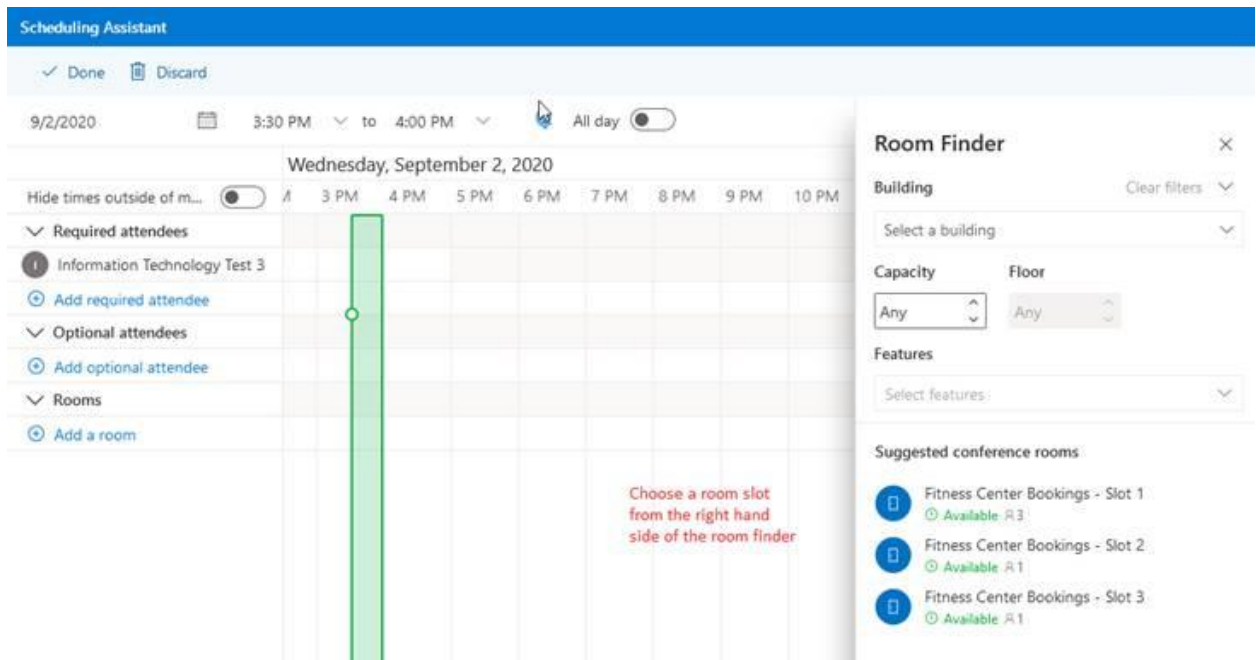 Scheduling Assistant
Done Discard
9/2/2020 3:30 PM to 4:00 PM All day
Wednesday, September 2, 2020
Hide times outside of m... M 3 PM 4 PM 5 PM 6 PM 7 PM 8 PM 9 PM 10 PM
Required attendees
I Information Technology Test 3
Add required attendee
Optional attendees
Add optional attendee
Rooms
Add a room
Choose a room slot
from the right hand
side of the room finder
Room Finder
Building Clear filters
Select a building
Capacity Floor
Any Any
Features
Select features
Suggested conference rooms
Fitness Center Bookings - Slot 1
Available 3
Fitness Center Bookings - Slot 2
Available 1
Fitness Center Bookings - Slot 3
Available 1